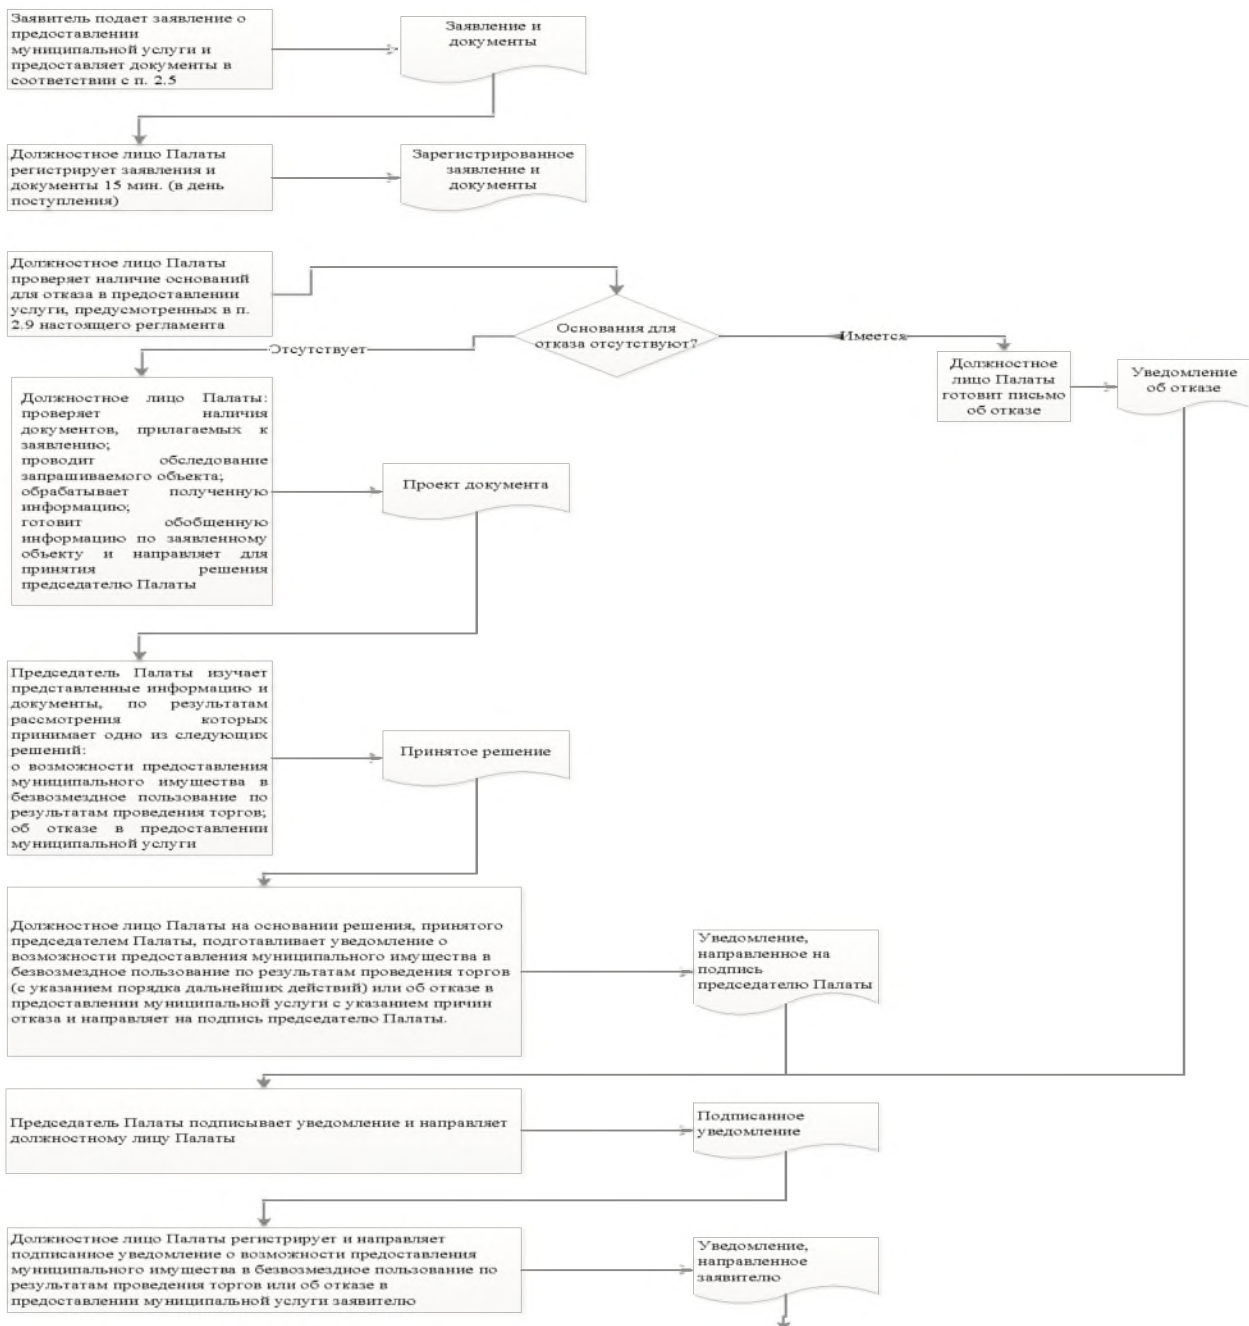 Заявитель подает заявление о
предоставлении
муниципальной услуги и
предоставляет документы в
соответствии с п. 2.5
Заявление и
документы
Должностное лицо Палаты
регистрирует заявления и
документы 15 мин. (в день
поступления)
Зарегистрированное
заявление и
документы
Должностное лицо Палаты
проверяет наличие оснований
для отказа в предоставлении
услуги, предусмотренных в п.
2.9 настоящего регламента
Основания для
отказа отсутствуют?
Отсутствует
Имеется
Должностное
лицо Палаты
готовит письмо
об отказе
Уведомление
об отказе
Должностное лицо Палаты:
проверяет наличия
документов, прилагаемых к
заявлению;
проводит обследование
запрашиваемого объекта;
обрабатывает полученную
информацию;
готовит обобщенную
информацию по заявленному
объекту и направляет для
принятия решения
председателю Палаты
Проект документа
Председатель Палаты изучает
представленные информацию и
документы, по результатам
рассмотрения которых
принимает одно из следующих
решений:
о возможности предоставления
муниципального имущества в
безвозмездное пользование по
результатам проведения торгов;
об отказе в предоставлении
муниципальной услуги
Принятое решение
Должностное лицо Палаты на основании решения, принятого
председателем Палаты, подготавливает уведомление о
возможности предоставления муниципального имущества в
безвозмездное пользование по результатам проведения торгов
(с указанием порядка дальнейших действий) или об отказе в
предоставлении муниципальной услуги с указанием причин
отказа и направляет на подпись председателю Палаты.
Уведомление,
направленное на
подпись
председателю Палаты
Председатель Палаты подписывает уведомление и направляет
должностному лицу Палаты
Подписанное
уведомление
Должностное лицо Палаты регистрирует и направляет
подписанное уведомление о возможности предоставления
муниципального имущества в безвозмездное пользование по
результатам проведения торгов или об отказе в
предоставлении муниципальной услуги заявителю
Уведомление,
направленное
заявителю